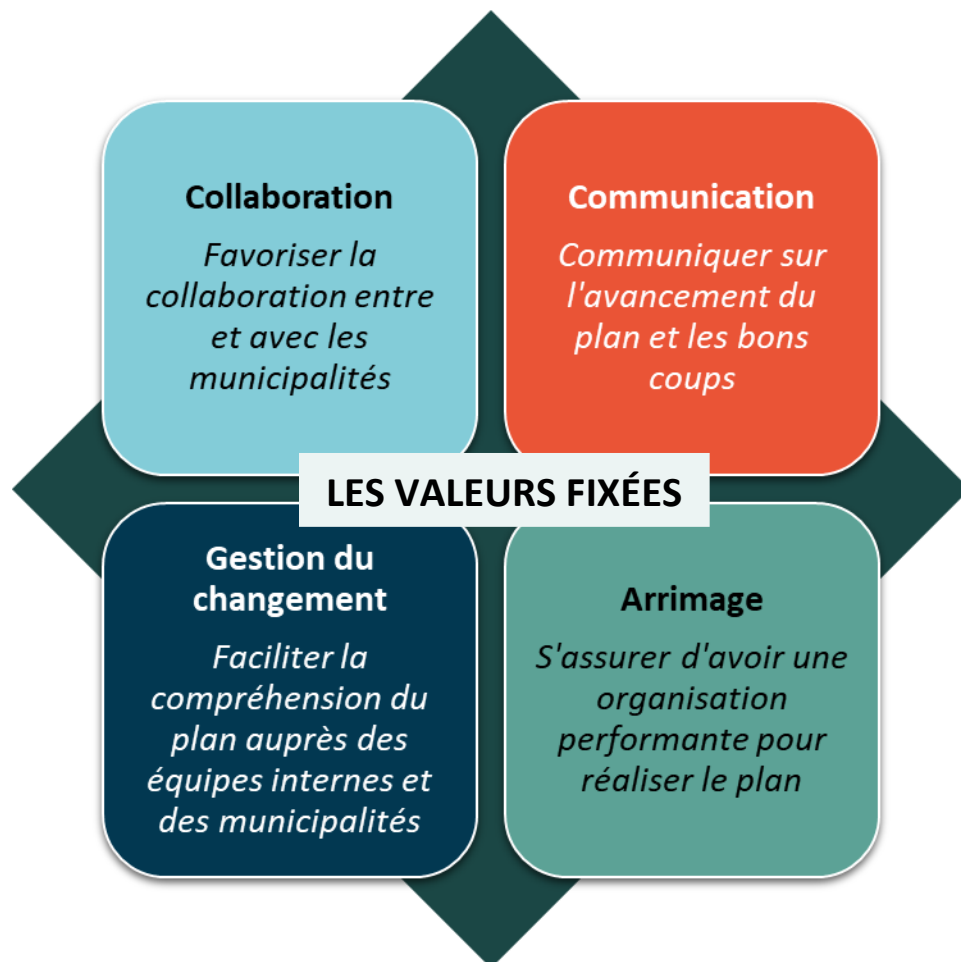 Collaboration
Favoriser la
collaboration entre
et avec les
municipalités
Communication
Communiquer sur
l'avancement du
plan et les bons
coups
LES VALEURS FIXÉES
Gestion du
changement
Faciliter la
compréhension du
plan auprès des
équipes internes et
des municipalités
Arrimage
S'assurer d'avoir une
organisation
performante pour
réaliser le plan